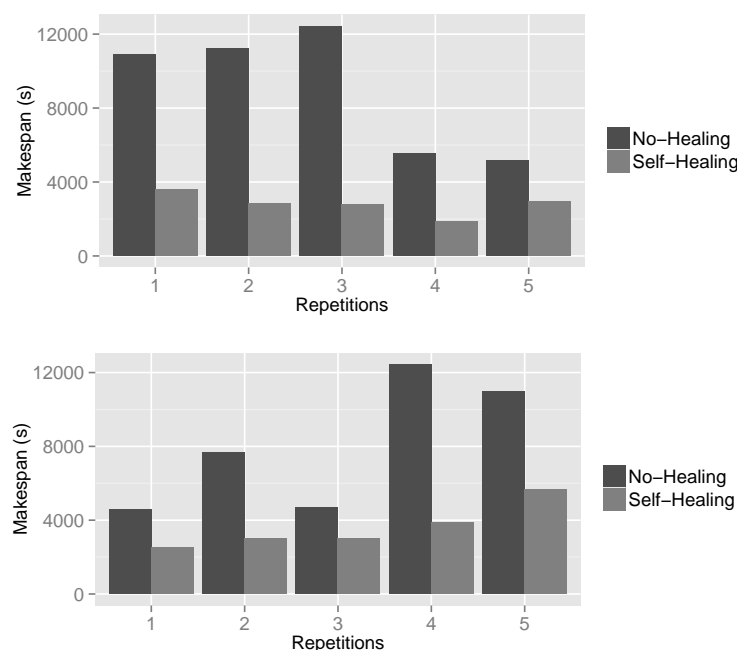 12000
8000
4000
0
Makespan (s)
1 2 3 4 5
Repetitions
No−Healing
Self−Healing
12000
8000
4000
0
Makespan (s)
1 2 3 4 5
Repetitions
No−Healing
Self−Healing